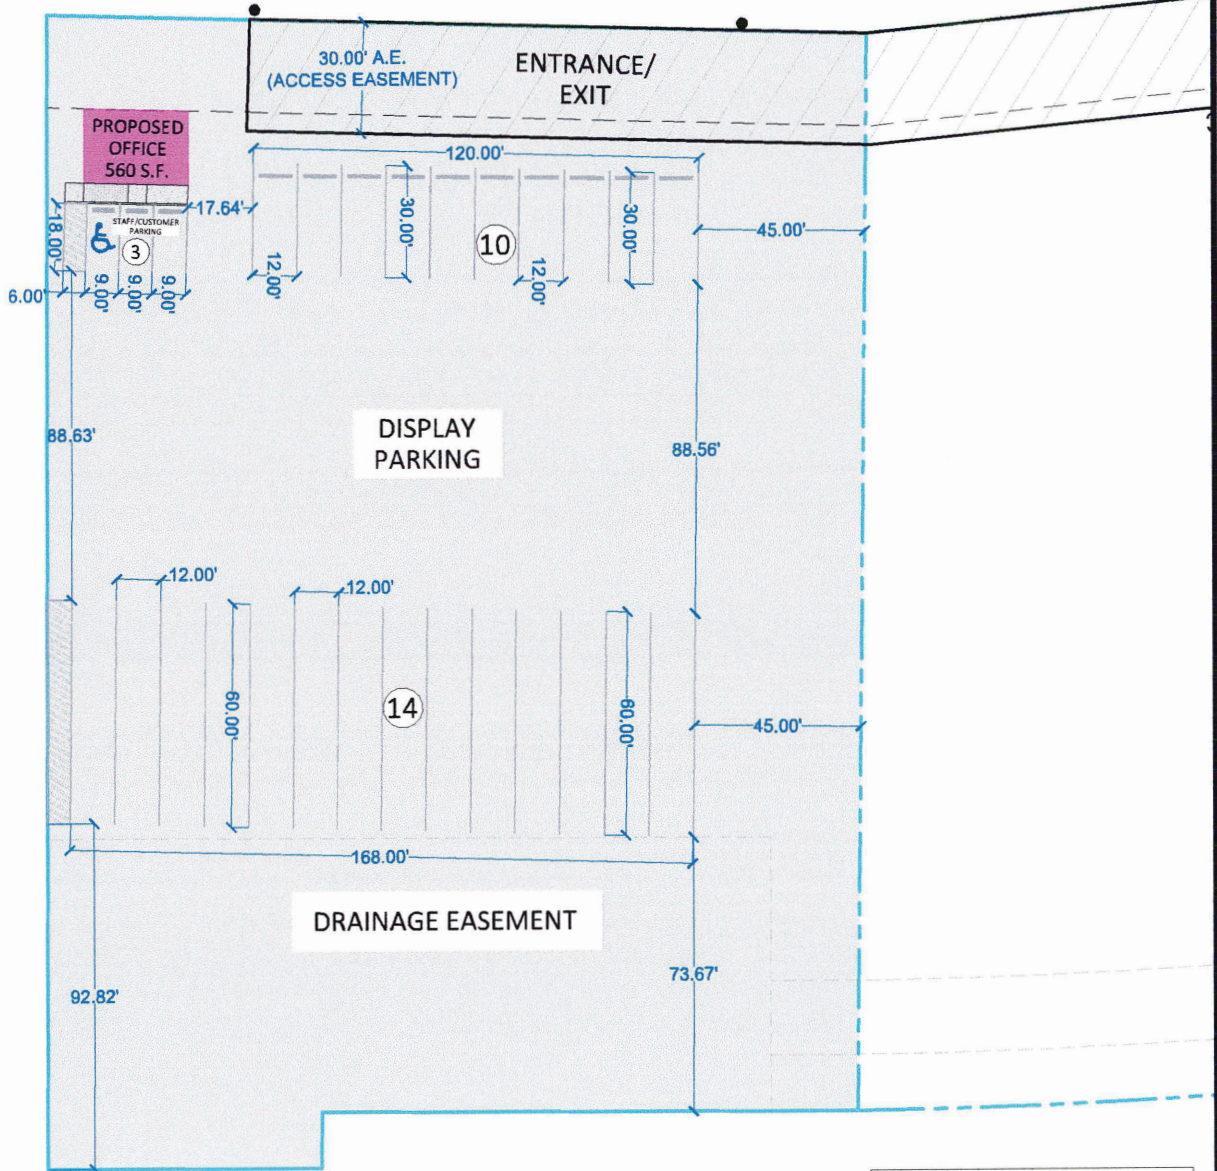 30.00' A.E.
(ACCESS EASEMENT)
ENTRANCE/
EXIT
PROPOSED
OFFICE
560 S.F.
120.00'
17.64'
18.00'
STAFF/CUSTOMER
PARKING
3
30.00'
10
30.00'
45.00'
6.00'
9.00'
9.00'
9.00'
12.00'
12.00'
88.63'
DISPLAY
PARKING
88.56'
12.00'
12.00'
60.00'
14
60.00'
45.00'
168.00'
DRAINAGE EASEMENT
92.82'
73.67'